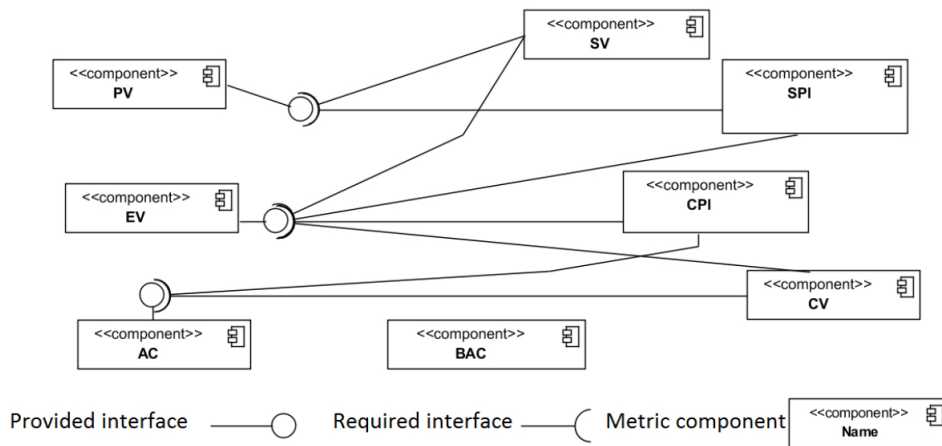 <<component>>
SV
<<component>>
PV
<<component>>
SPI
<<component>>
EV
<<component>>
CPI
<<component>>
CV
<<component>>
AC
<<component>>
BAC
Provided interface
Required interface
Metric component
<<component>>
Name